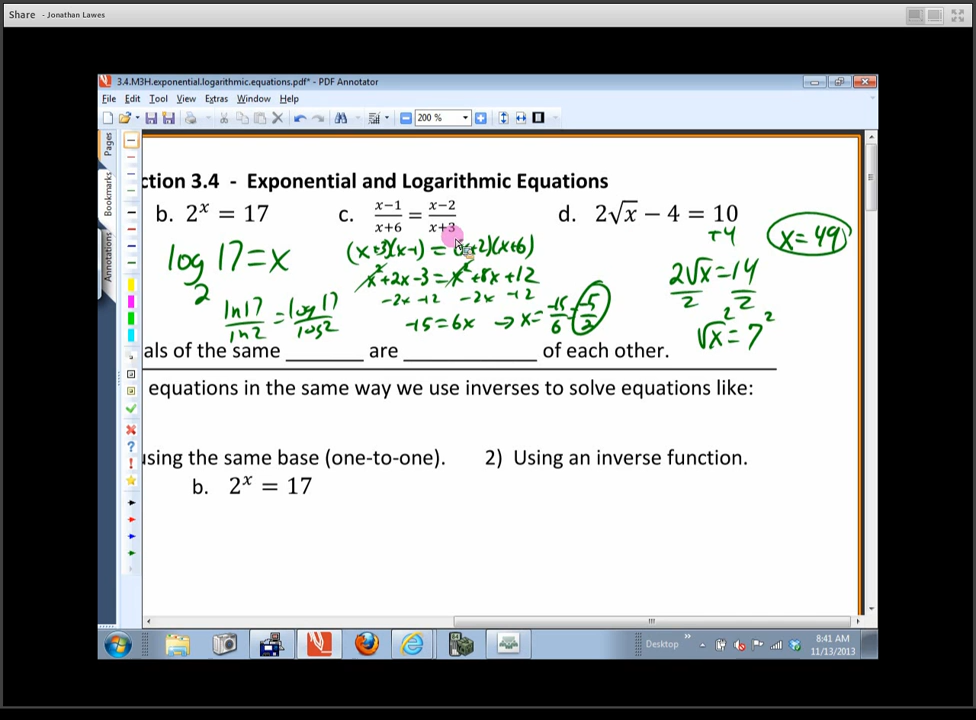 Share - Jonathan Lawes
3.4.M3H.exponential.logarithmic.equations.pdf* - PDF Annotator
File Edit Tool View Extras Window Help
200 %
Pages
Bookmarks
Annotations
ction 3.4 - Exponential and Logarithmic Equations
b. 2^x = 17 c. (x−1)/(x+6) = (x−2)/(x+3) d. 2√x − 4 = 10
+4 x=49
log₂ 17 = x (x+3)(x-1) = (x+2)(x+6) 2√x = 14
x²+2x-3 = x²+8x+12 2 2
-2x -12 -2x -12
ln17/ln2 = log17/log2 -15 = 6x → x = -15/6 = -5/2 √x² = 7²
als of the same ________ are ______________ of each other.
equations in the same way we use inverses to solve equations like:
using the same base (one-to-one). 2) Using an inverse function.
b. 2^x = 17
Desktop
8:41 AM
11/13/2013